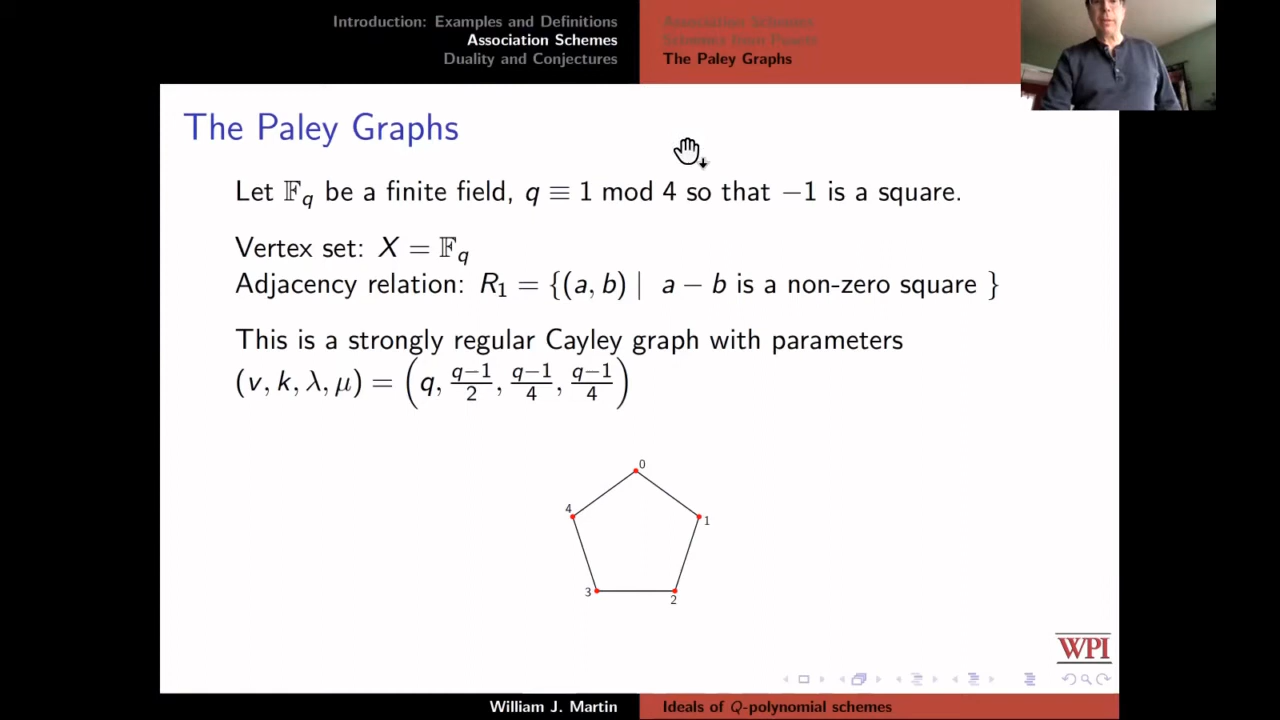 Introduction: Examples and Definitions
Association Schemes
Duality and Conjectures
Association Schemes
Schemes from Posets
The Paley Graphs
The Paley Graphs
Let 𝔽_q be a finite field, q ≡ 1 mod 4 so that −1 is a square.
Vertex set: X = 𝔽_q
Adjacency relation: R₁ = {(a, b) | a − b is a non-zero square }
This is a strongly regular Cayley graph with parameters
(v, k, λ, μ) = (q, (q−1)/2, (q−1)/4, (q−1)/4)
0
4
1
3
2
WPI
William J. Martin
Ideals of Q-polynomial schemes